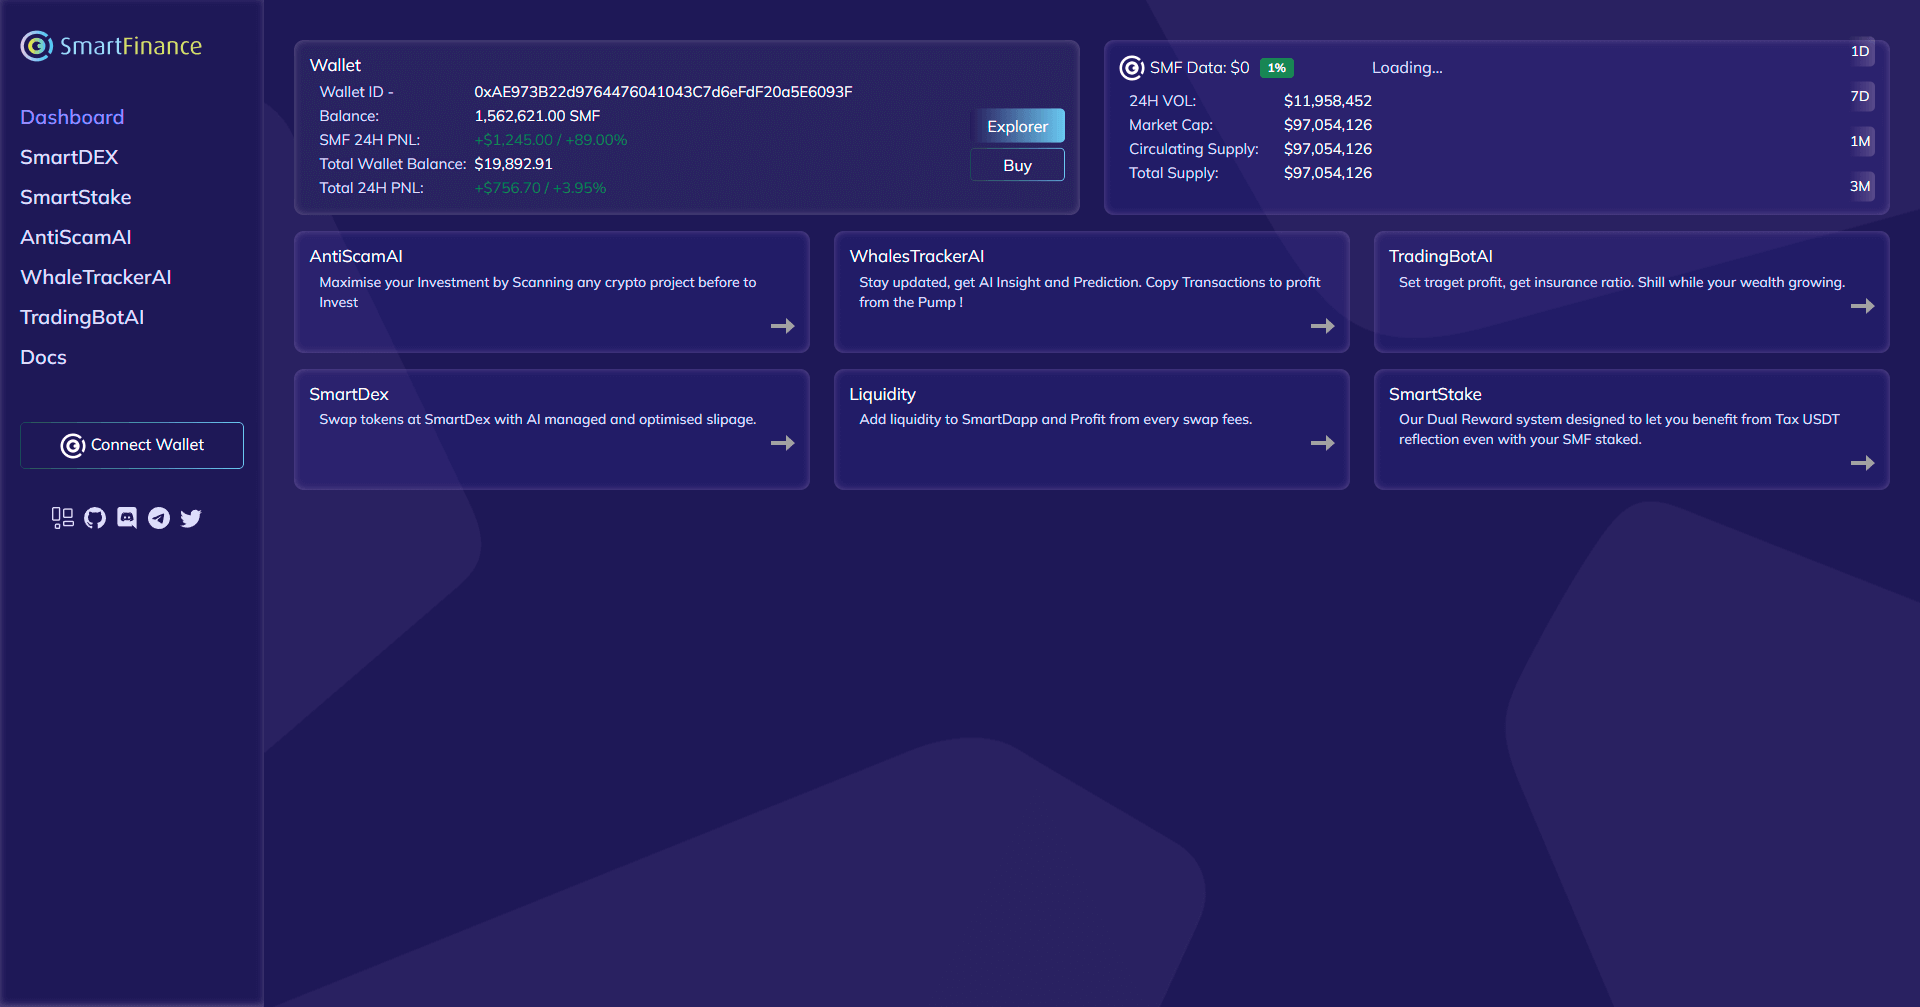 SmartFinance
Dashboard
SmartDEX
SmartStake
AntiScamAI
WhaleTrackerAI
TradingBotAI
Docs
Connect Wallet
Wallet
Wallet ID - 0xAE973B22d9764476041043C7d6eFdF20a5E6093F
Balance: 1,562,621.00 SMF
SMF 24H PNL: +$1,245.00 / +89.00%
Total Wallet Balance: $19,892.91
Total 24H PNL: +$756.70 / +3.95%
Explorer
Buy
SMF Data: $0 1% Loading...
24H VOL: $11,958,452
Market Cap: $97,054,126
Circulating Supply: $97,054,126
Total Supply: $97,054,126
1D
7D
1M
3M
AntiScamAI
Maximise your Investment by Scanning any crypto project before to
Invest
WhalesTrackerAI
Stay updated, get AI Insight and Prediction. Copy Transactions to profit
from the Pump !
TradingBotAI
Set traget profit, get insurance ratio. Shill while your wealth growing.
SmartDex
Swap tokens at SmartDex with AI managed and optimised slipage.
Liquidity
Add liquidity to SmartDapp and Profit from every swap fees.
SmartStake
Our Dual Reward system designed to let you benefit from Tax USDT
reflection even with your SMF staked.